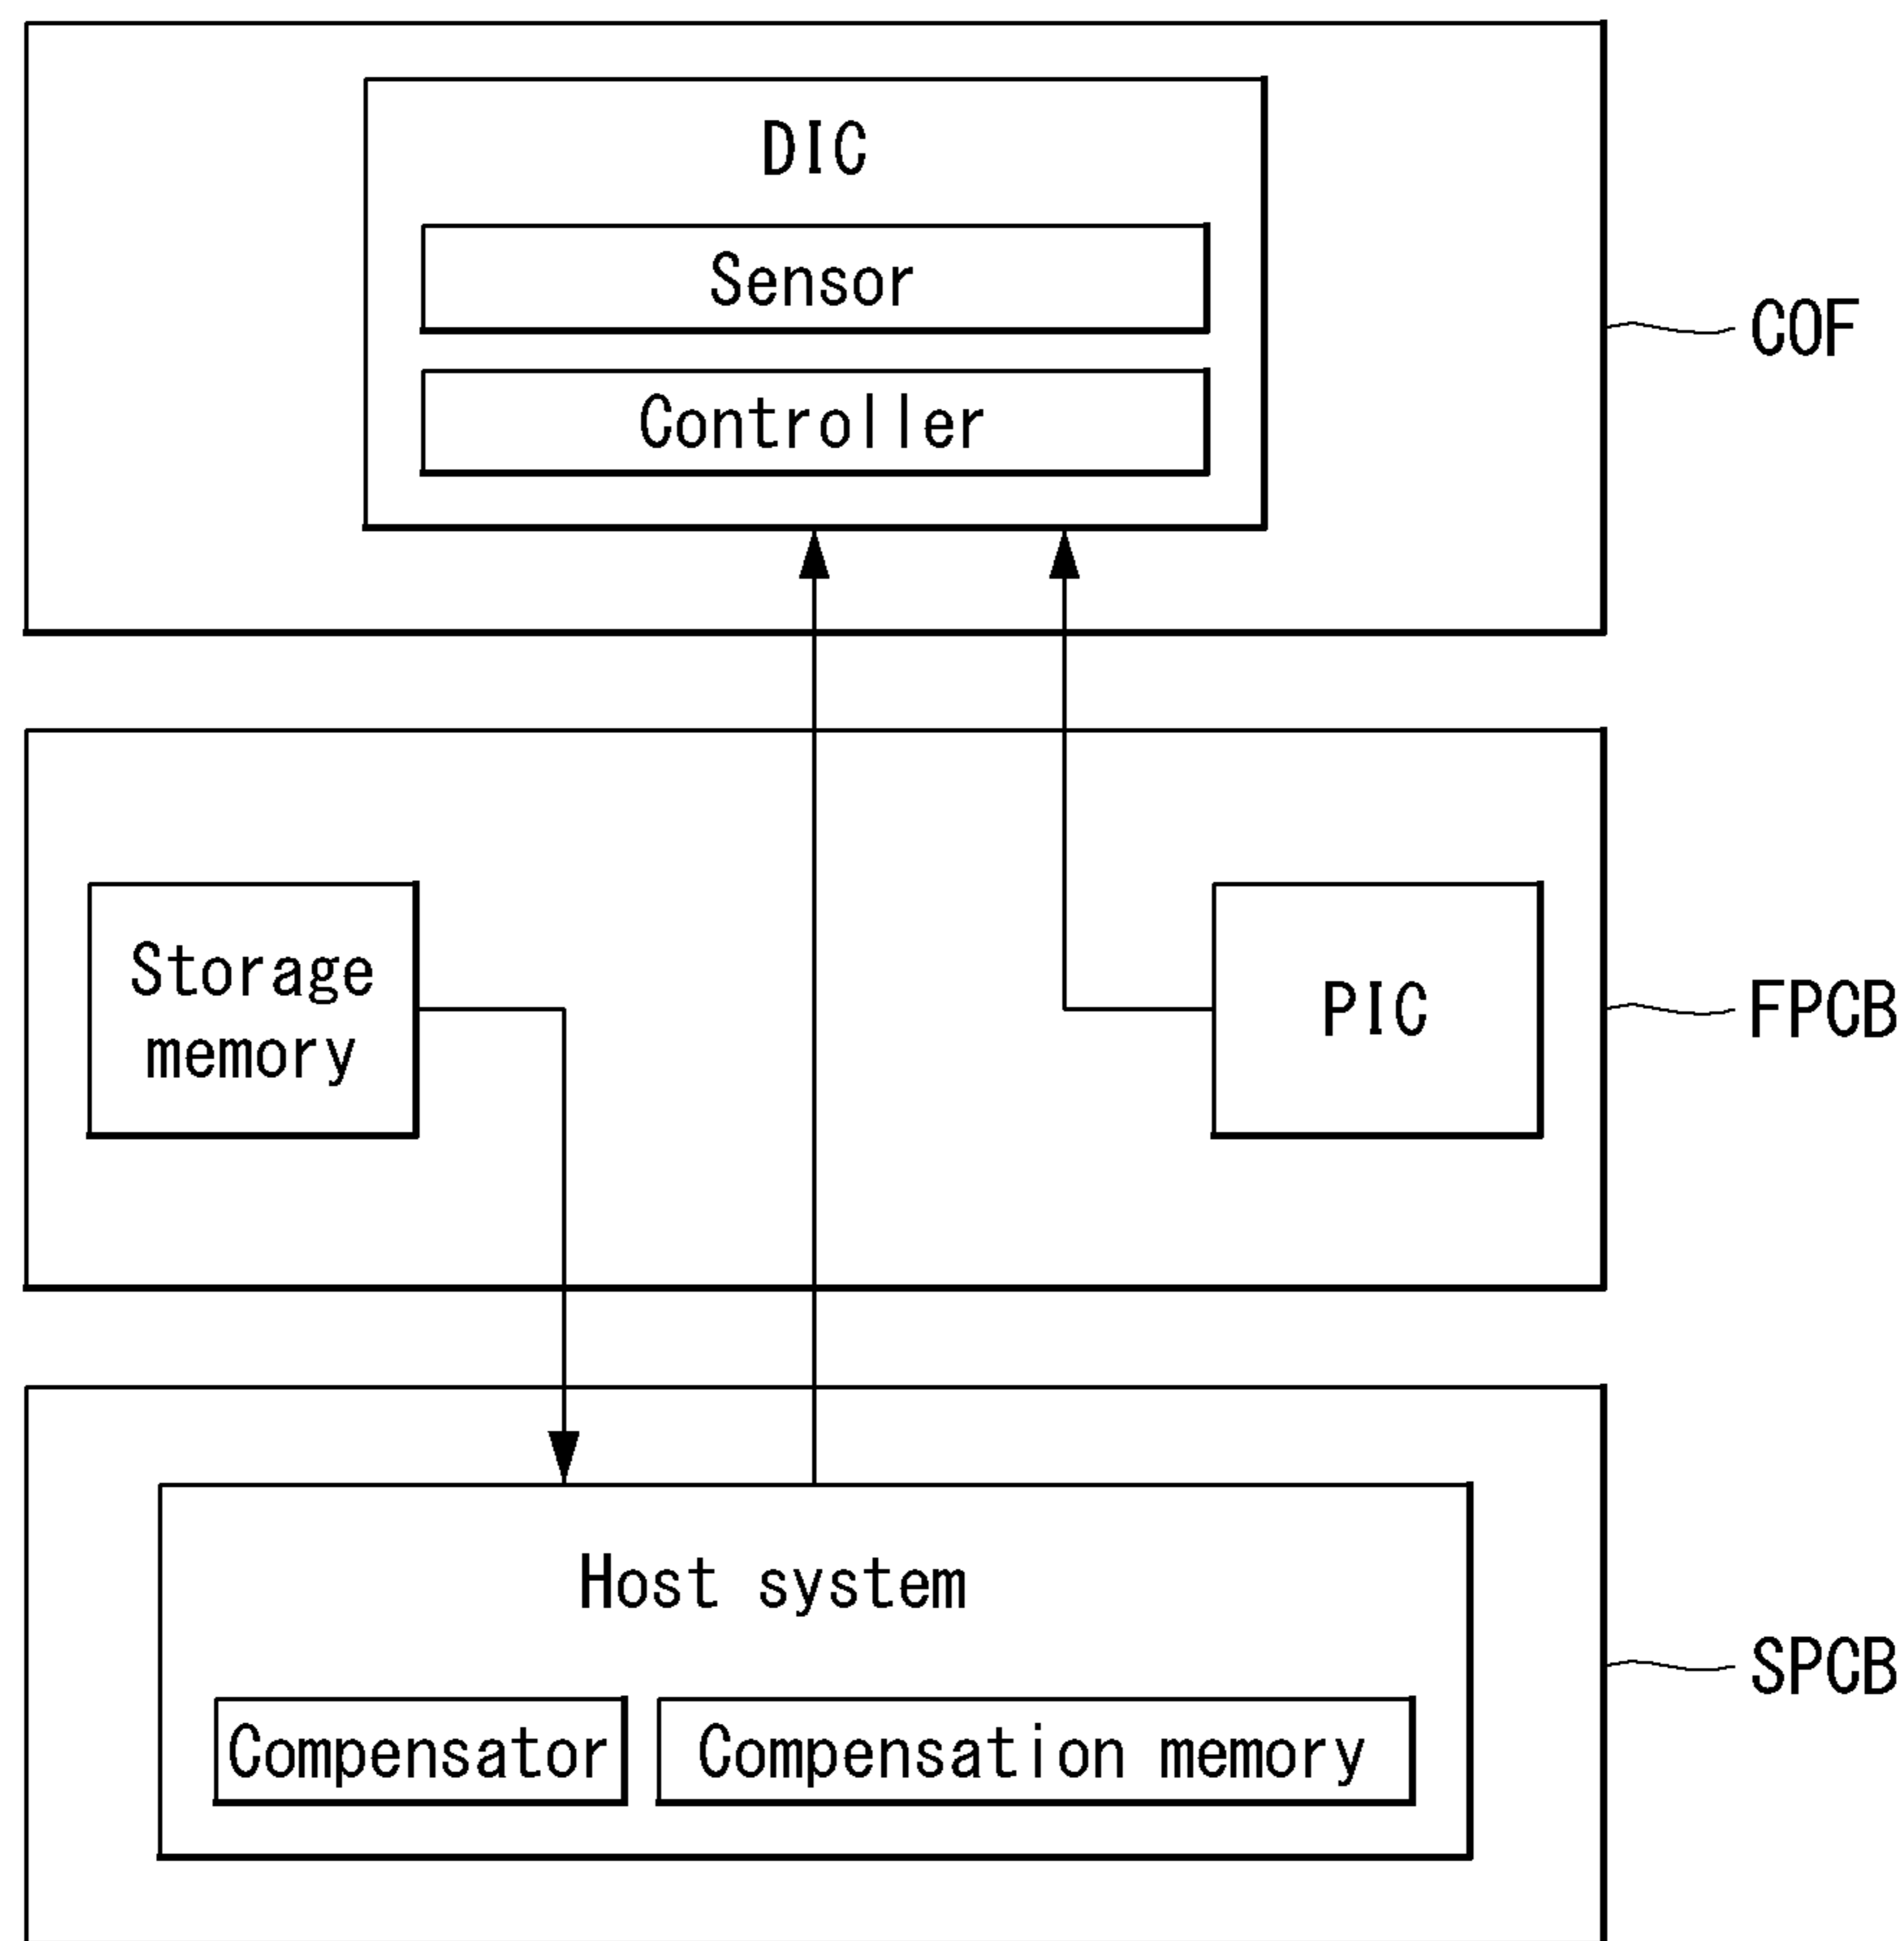 DIC
Sensor
Controller
COF
Storage
memory
PIC
FPCB
Host system
Compensator
Compensation memory
SPCB